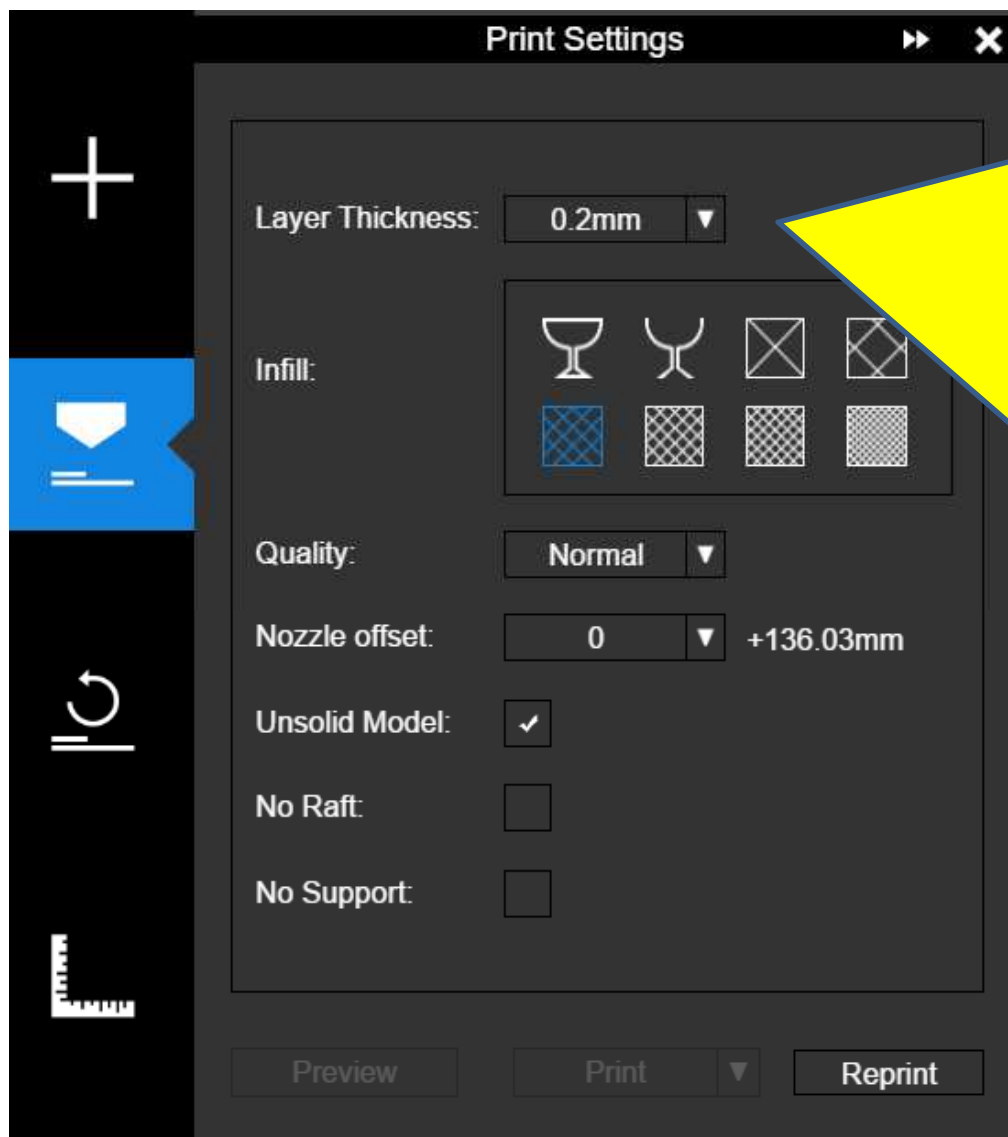 Print Settings
Layer Thickness: 0.2mm
Infill:
Quality: Normal
Nozzle offset: 0 +136.03mm
Unsolid Model:
No Raft:
No Support:
Preview Print Reprint